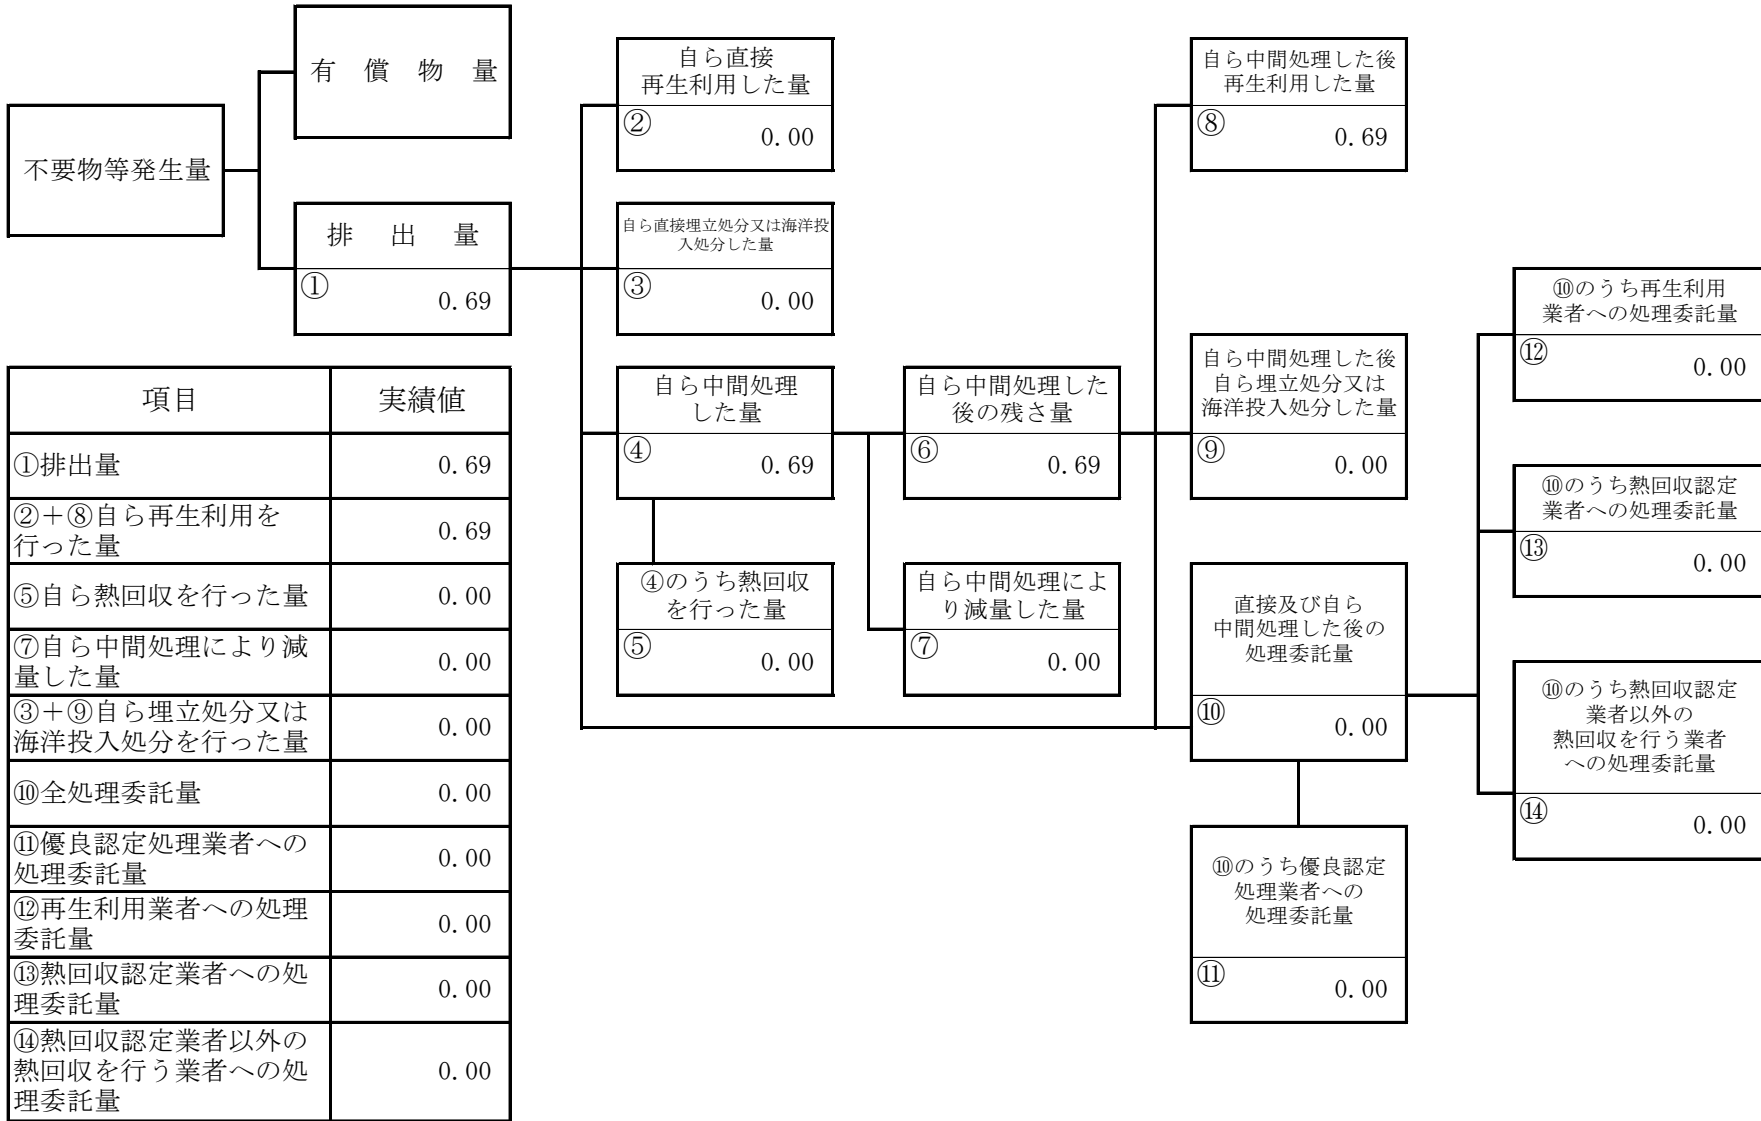 不要物等発生量
有償物量
排出量
① 0.69
自ら直接
再生利用した量
② 0.00
自ら直接埋立処分又は海洋投
入処分した量
③ 0.00
自ら中間処理
した量
④ 0.69
④のうち熱回収
を行った量
⑤ 0.00
自ら中間処理した
後の残さ量
⑥ 0.69
自ら中間処理によ
り減量した量
⑦ 0.00
自ら中間処理した後
再生利用した量
⑧ 0.69
自ら中間処理した後
自ら埋立処分又は
海洋投入処分した量
⑨ 0.00
直接及び自ら
中間処理した後の
処理委託量
⑩ 0.00
⑩のうち優良認定
処理業者への
処理委託量
⑪ 0.00
⑩のうち再生利用
業者への処理委託量
⑫ 0.00
⑩のうち熱回収認定
業者への処理委託量
⑬ 0.00
⑩のうち熱回収認定
業者以外の
熱回収を行う業者
への処理委託量
⑭ 0.00
項目 実績値
①排出量 0.69
②＋⑧自ら再生利用を
行った量 0.69
⑤自ら熱回収を行った量 0.00
⑦自ら中間処理により減
量した量 0.00
③＋⑨自ら埋立処分又は
海洋投入処分を行った量 0.00
⑩全処理委託量 0.00
⑪優良認定処理業者への
処理委託量 0.00
⑫再生利用業者への処理
委託量 0.00
⑬熱回収認定業者への処
理委託量 0.00
⑭熱回収認定業者以外の
熱回収を行う業者への処
理委託量 0.00